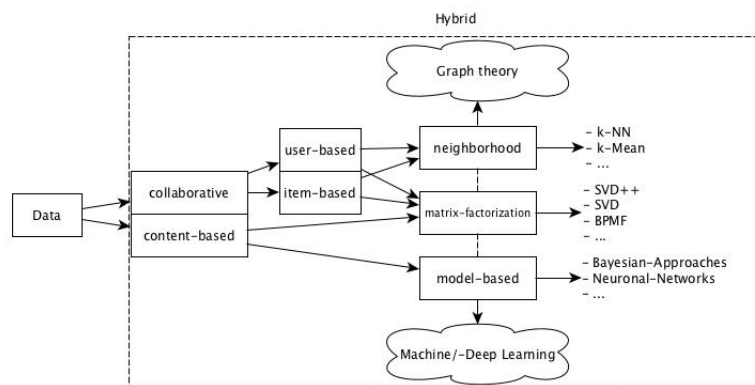 Hybrid
Graph theory
user-based
neighborhood
- k-NN
- k-Mean
- ...
collaborative
item-based
Data
content-based
matrix-factorization
- SVD++
- SVD
- BPMF
- ...
model-based
- Bayesian-Approaches
- Neuronal-Networks
- ...
Machine/-Deep Learning